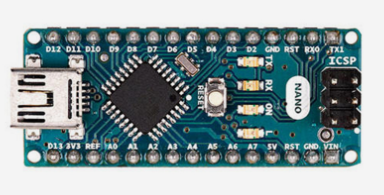 D12 D11 D10 D9 D8 D7 D6 D5 D4 D3 D2 GND RST RX0 TX1
TX
RX
ON
L
RESET
NANO
ICSP
D13 3V3 REF A0 A1 A2 A3 A4 A5 A6 A7 5V RST GND VIN